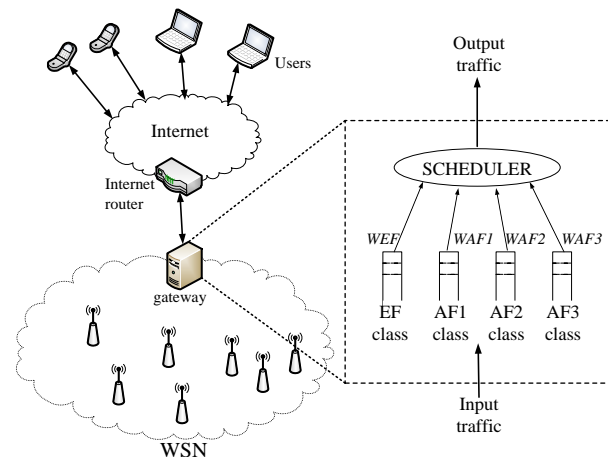 Users
Internet
Internet
router
gateway
WSN
Output
traffic
SCHEDULER
WEF WAF1 WAF2 WAF3
EF AF1 AF2 AF3
class class class class
Input
traffic